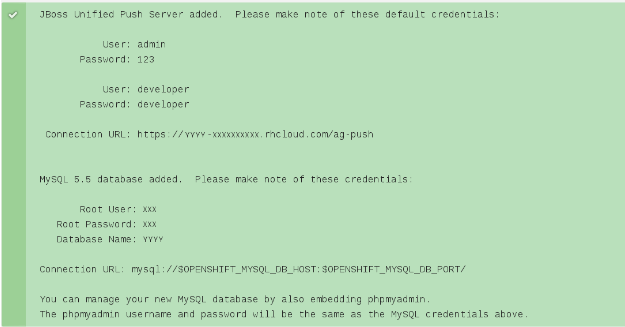 JBoss Unified Push Server added.  Please make note of these default credentials:
User: admin
Password: 123
User: developer
Password: developer
Connection URL: https://YYYY-xxxxxxxxxx.rhcloud.com/ag-push
MySQL 5.5 database added.  Please make note of these credentials:
Root User: xxx
Root Password: xxx
Database Name: YYYY
Connection URL: mysql://$OPENSHIFT_MYSQL_DB_HOST:$OPENSHIFT_MYSQL_DB_PORT/
You can manage your new MySQL database by also embedding phpmyadmin.
The phpmyadmin username and password will be the same as the MySQL credentials above.